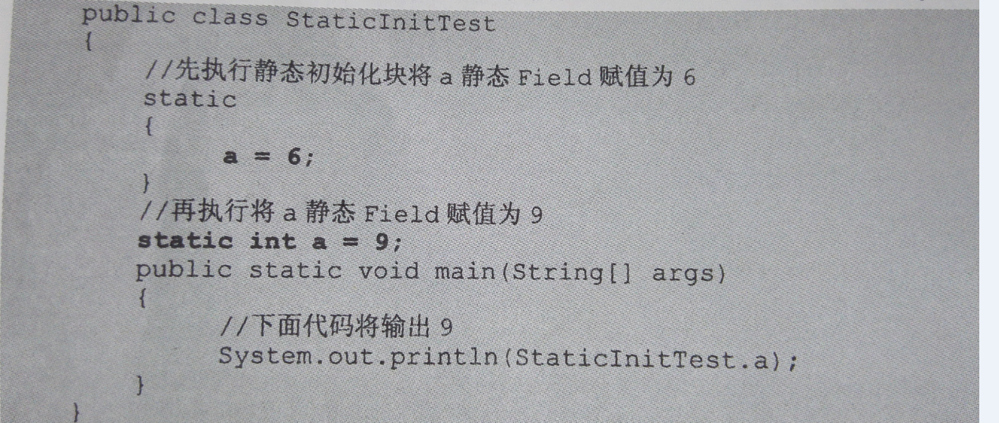 public class StaticInitTest
{
//先执行静态初始化块将 a 静态 Field 赋值为 6
static
{
a = 6;
}
//再执行将 a 静态 Field 赋值为 9
static int a = 9;
public static void main(String[] args)
{
//下面代码将输出 9
System.out.println(StaticInitTest.a);
}
}